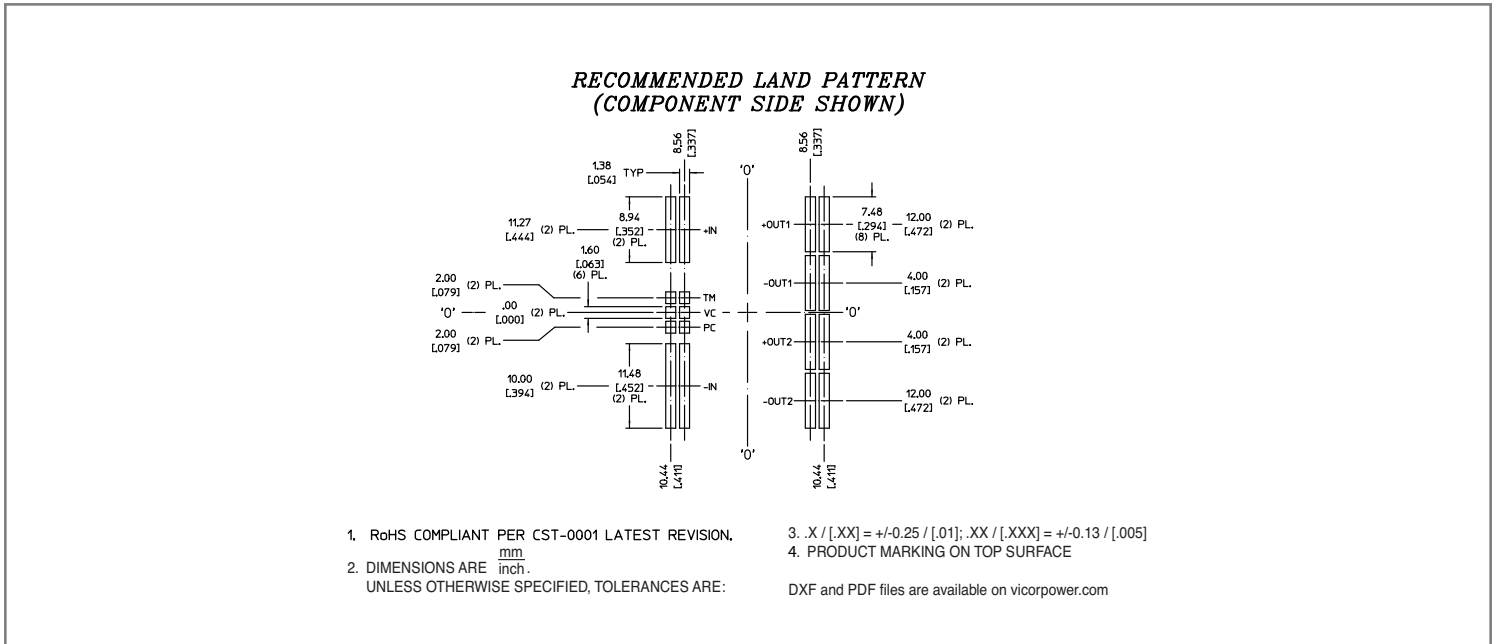 RECOMMENDED LAND PATTERN
(COMPONENT SIDE SHOWN)
8.56
[.337]
8.56
[.337]
1.38
[.054]
TYP
'0'
11.27
[.444]
(2) PL.
8.94
[.352]
(2) PL.
+IN
+OUT1
7.48
[.294]
(8) PL.
12.00
[.472]
(2) PL.
1.60
[.063]
(6) PL.
2.00
[.079]
(2) PL.
TM
-OUT1
4.00
[.157]
(2) PL.
'0'
.00
[.000]
(2) PL.
VC
'0'
2.00
[.079]
(2) PL.
PC
+OUT2
4.00
[.157]
(2) PL.
10.00
[.394]
(2) PL.
11.48
[.452]
(2) PL.
-IN
-OUT2
12.00
[.472]
(2) PL.
'0'
10.44
[.411]
10.44
[.411]
1. RoHS COMPLIANT PER CST-0001 LATEST REVISION.
2. DIMENSIONS ARE mm
inch.
UNLESS OTHERWISE SPECIFIED, TOLERANCES ARE:
3. .X / [.XX] = +/-0.25 / [.01]; .XX / [.XXX] = +/-0.13 / [.005]
4. PRODUCT MARKING ON TOP SURFACE
DXF and PDF files are available on vicorpower.com